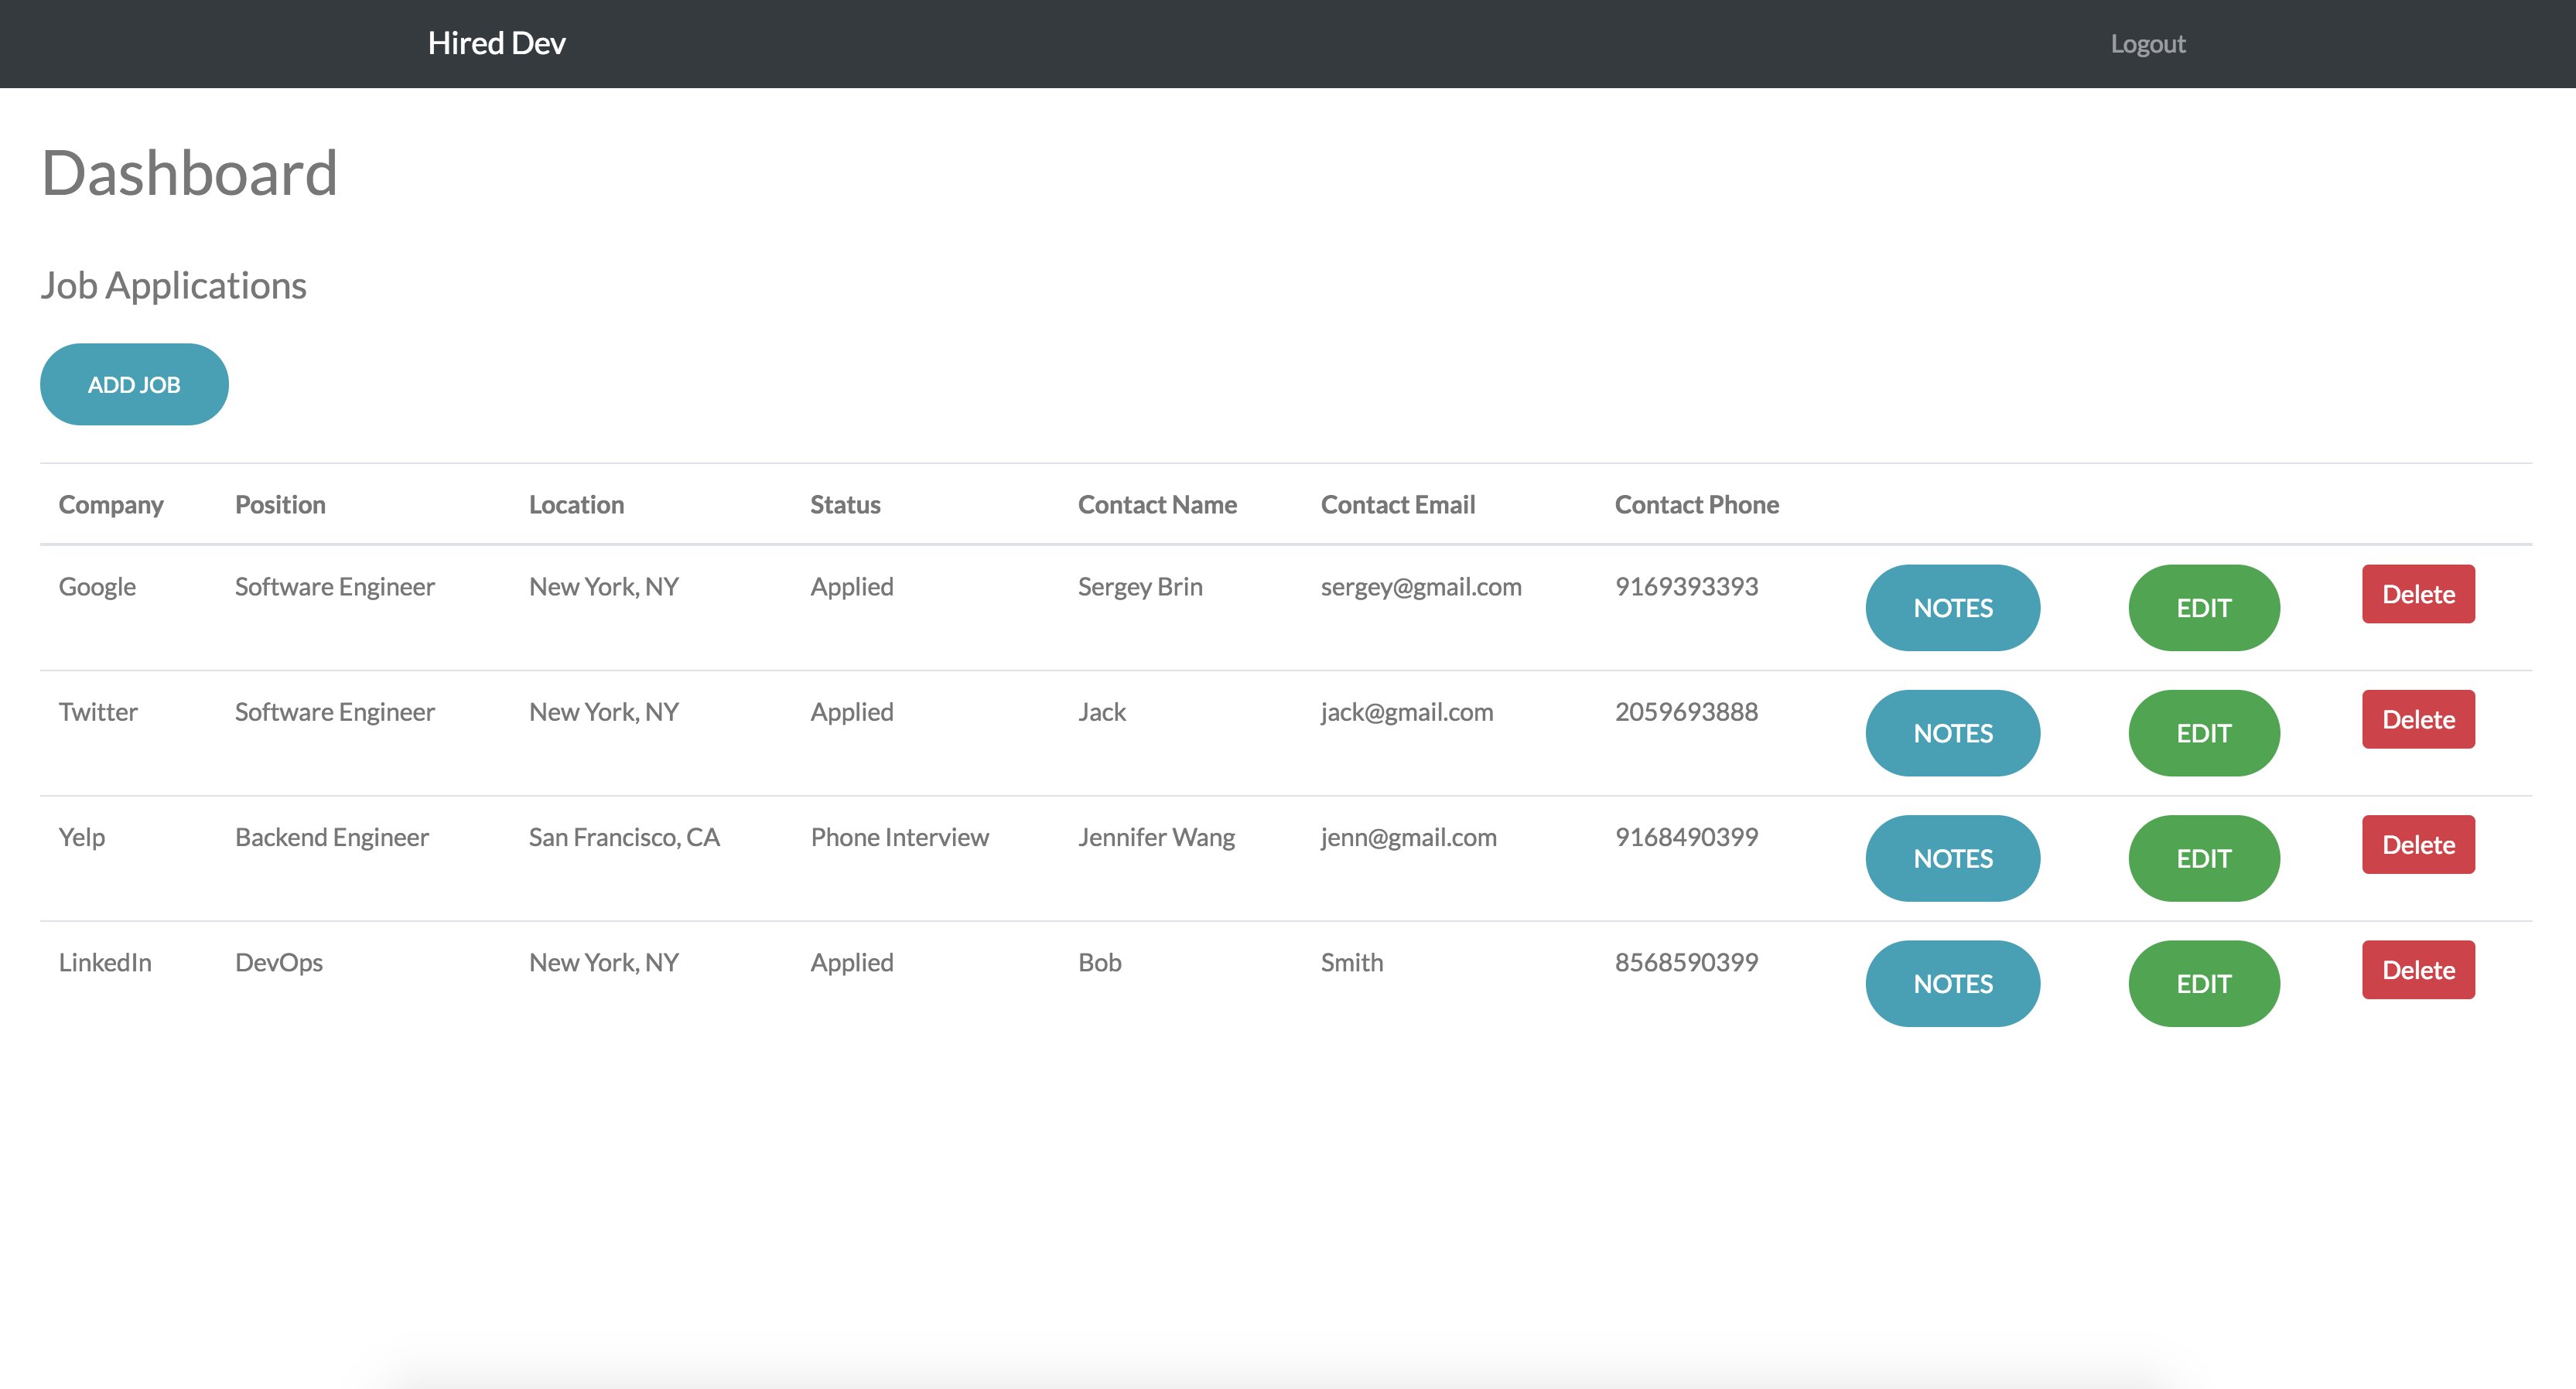 Hired Dev Logout
Dashboard
Job Applications
ADD JOB
Company Position Location Status Contact Name Contact Email Contact Phone
Google Software Engineer New York, NY Applied Sergey Brin sergey@gmail.com 9169393393 NOTES EDIT Delete
Twitter Software Engineer New York, NY Applied Jack jack@gmail.com 2059693888 NOTES EDIT Delete
Yelp Backend Engineer San Francisco, CA Phone Interview Jennifer Wang jenn@gmail.com 9168490399 NOTES EDIT Delete
LinkedIn DevOps New York, NY Applied Bob Smith 8568590399 NOTES EDIT Delete